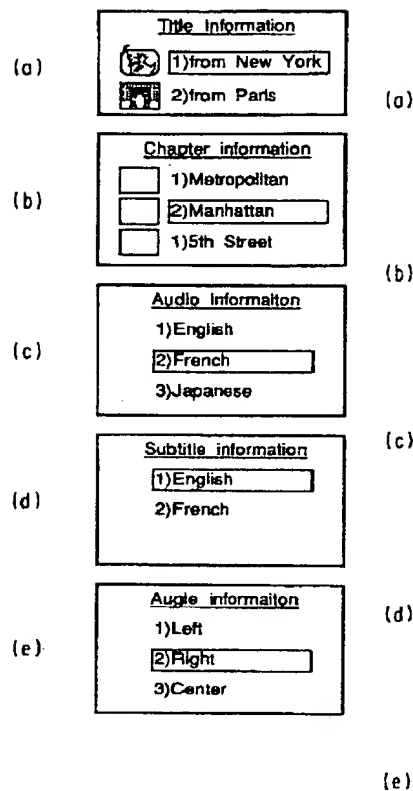 Title Information
(a)
1)from New York
2)from Paris
(a)
Chapter information
(b)
1)Metropolitan
2)Manhattan
1)5th Street
(b)
Audio Informaiton
(c)
1)English
2)French
3)Japanese
(c)
Subtitle information
(d)
1)English
2)French
Augle informaiton
(d)
(e)
1)Left
2)Right
3)Center
(e)